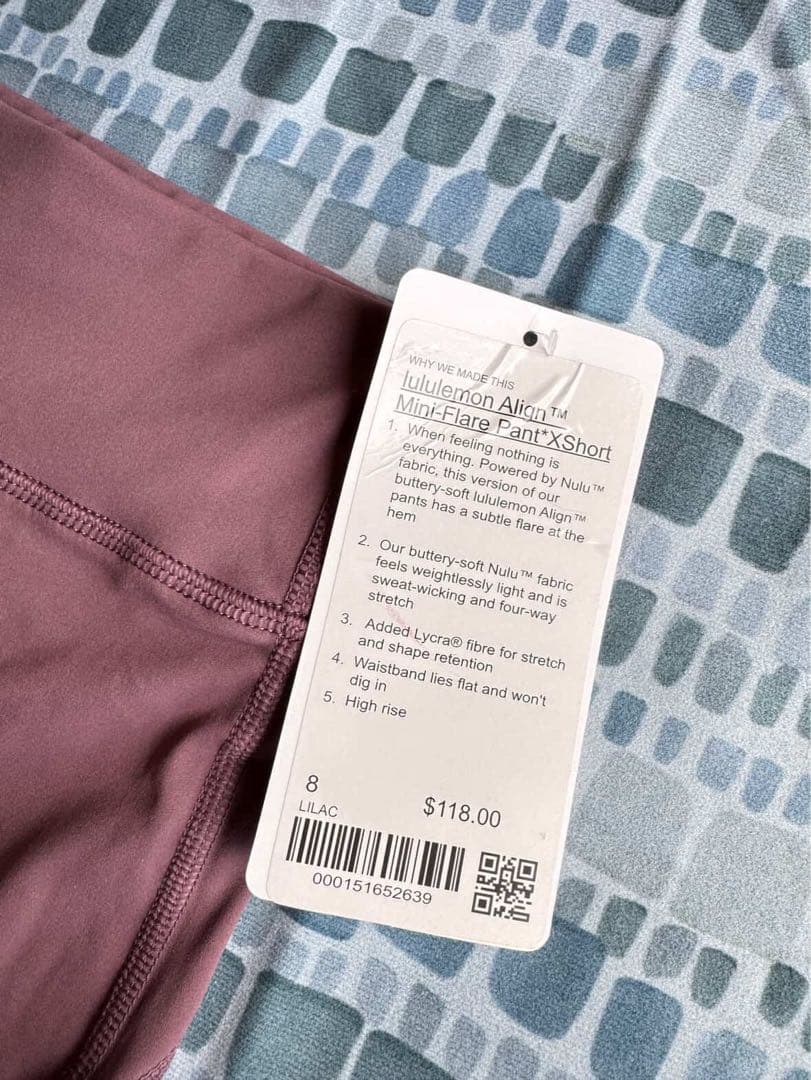 WHY WE MADE THIS
lululemon Align™
Mini-Flare Pant*XShort
1. When feeling nothing is
everything. Powered by Nulu™
fabric, this version of our
buttery-soft lululemon Align™
pants has a subtle flare at the
hem
2. Our buttery-soft Nulu™ fabric
feels weightlessly light and is
sweat-wicking and four-way
stretch
3. Added Lycra® fibre for stretch
and shape retention
4. Waistband lies flat and won't
dig in
5. High rise
8
LILAC
$118.00
000151652639